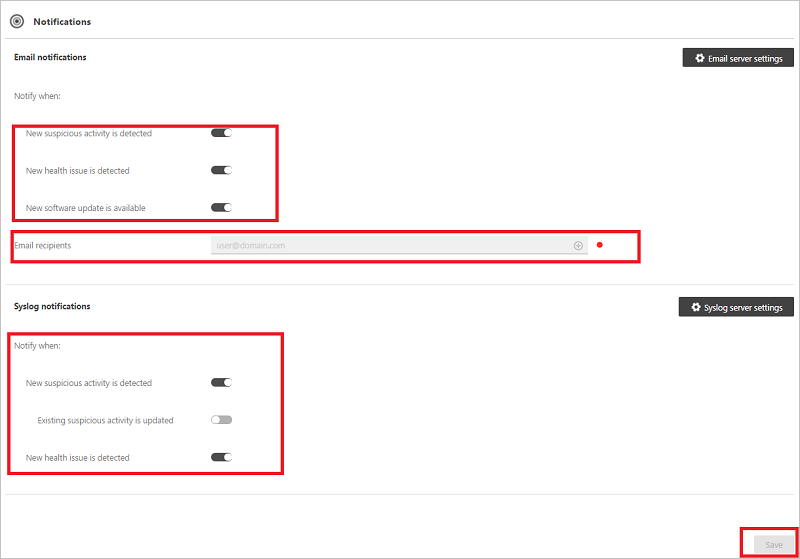 Notifications
Email notifications
Email server settings
Notify when:
New suspicious activity is detected
New health issue is detected
New software update is available
Email recipients
user@domain.com
Syslog notifications
Syslog server settings
Notify when:
New suspicious activity is detected
Existing suspicious activity is updated
New health issue is detected
Save